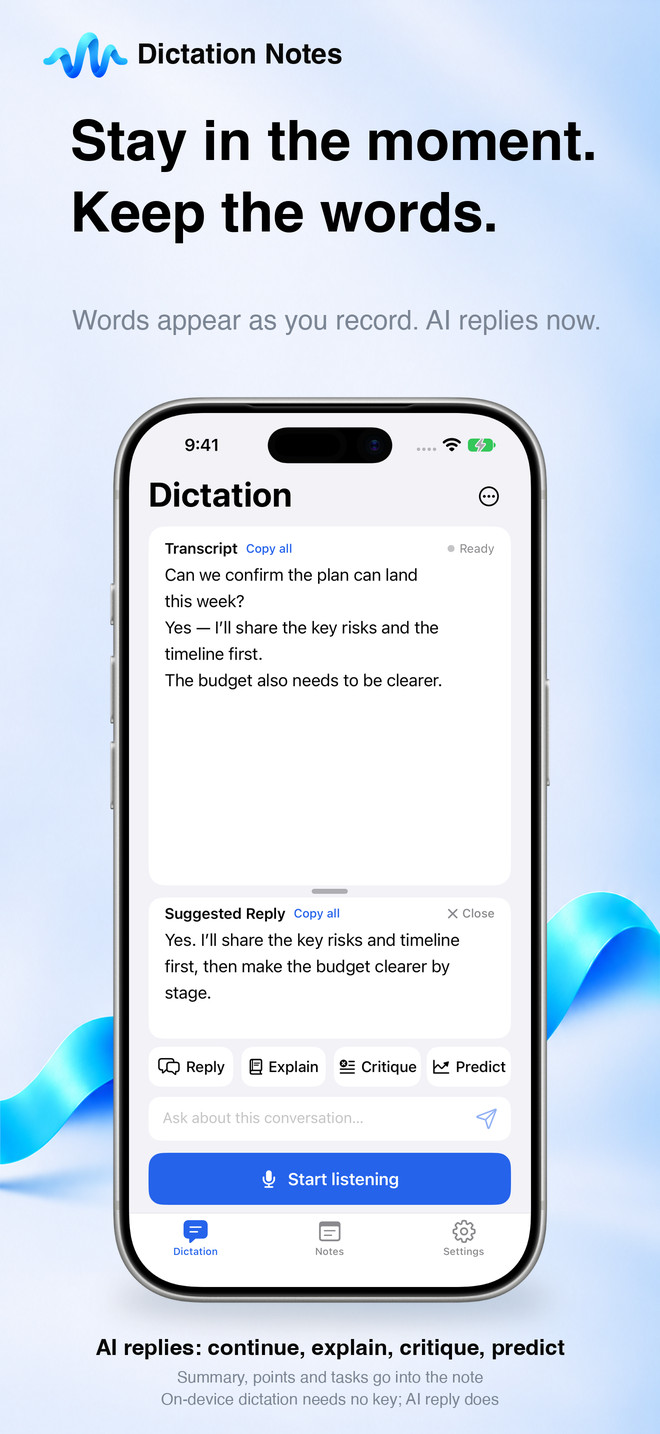 Dictation Notes
Stay in the moment.
Keep the words.
Words appear as you record. AI replies now.
9:41
Dictation
Transcript Copy all Ready
Can we confirm the plan can land
this week?
Yes — I’ll share the key risks and the
timeline first.
The budget also needs to be clearer.
Suggested Reply Copy all Close
Yes. I’ll share the key risks and timeline
first, then make the budget clearer by
stage.
Reply Explain Critique Predict
Ask about this conversation...
Start listening
Dictation Notes Settings
AI replies: continue, explain, critique, predict
Summary, points and tasks go into the note
On-device dictation needs no key; AI reply does